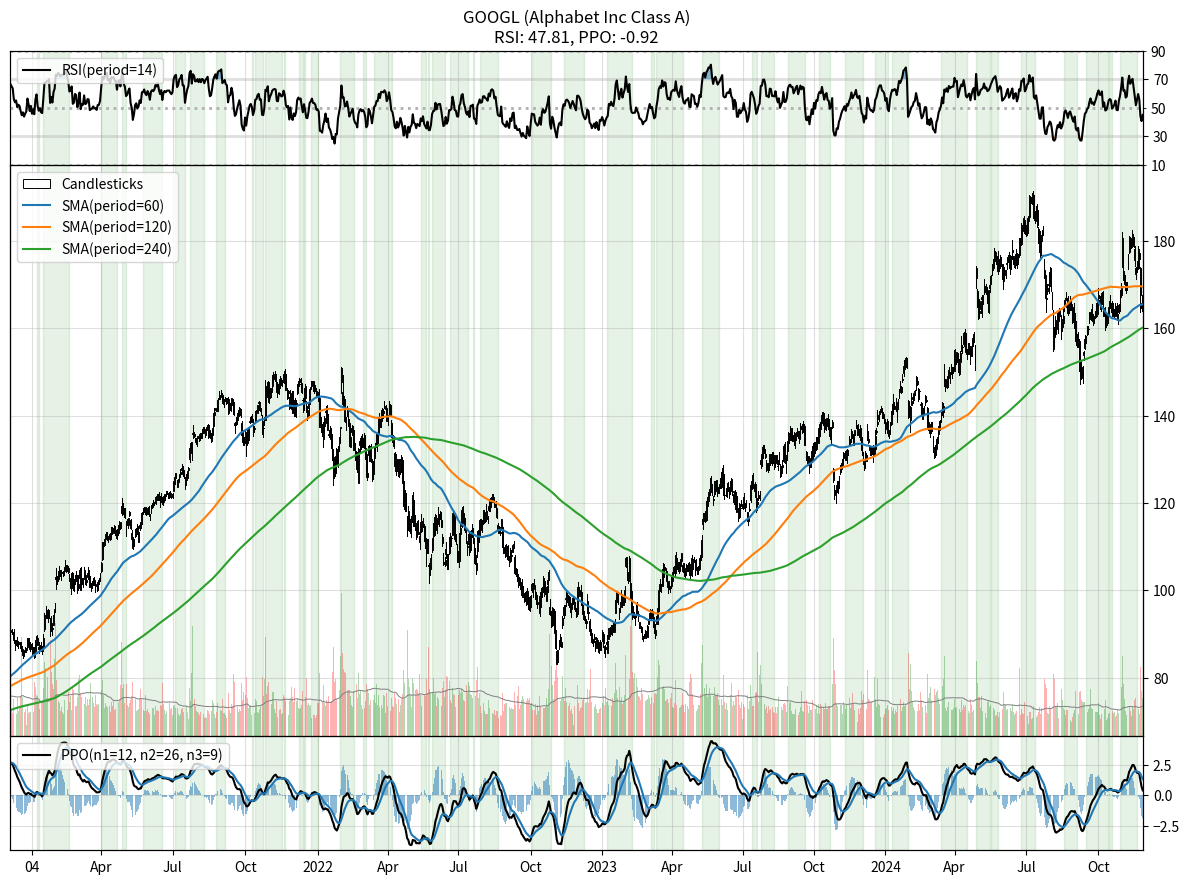 GOOGL (Alphabet Inc Class A)
RSI: 47.81, PPO: -0.92
RSI(period=14)
90
70
50
30
10
Candlesticks
SMA(period=60)
SMA(period=120)
SMA(period=240)
180
160
140
120
100
80
PPO(n1=12, n2=26, n3=9)
2.5
0.0
−2.5
04 Apr Jul Oct 2022 Apr Jul Oct 2023 Apr Jul Oct 2024 Apr Jul Oct